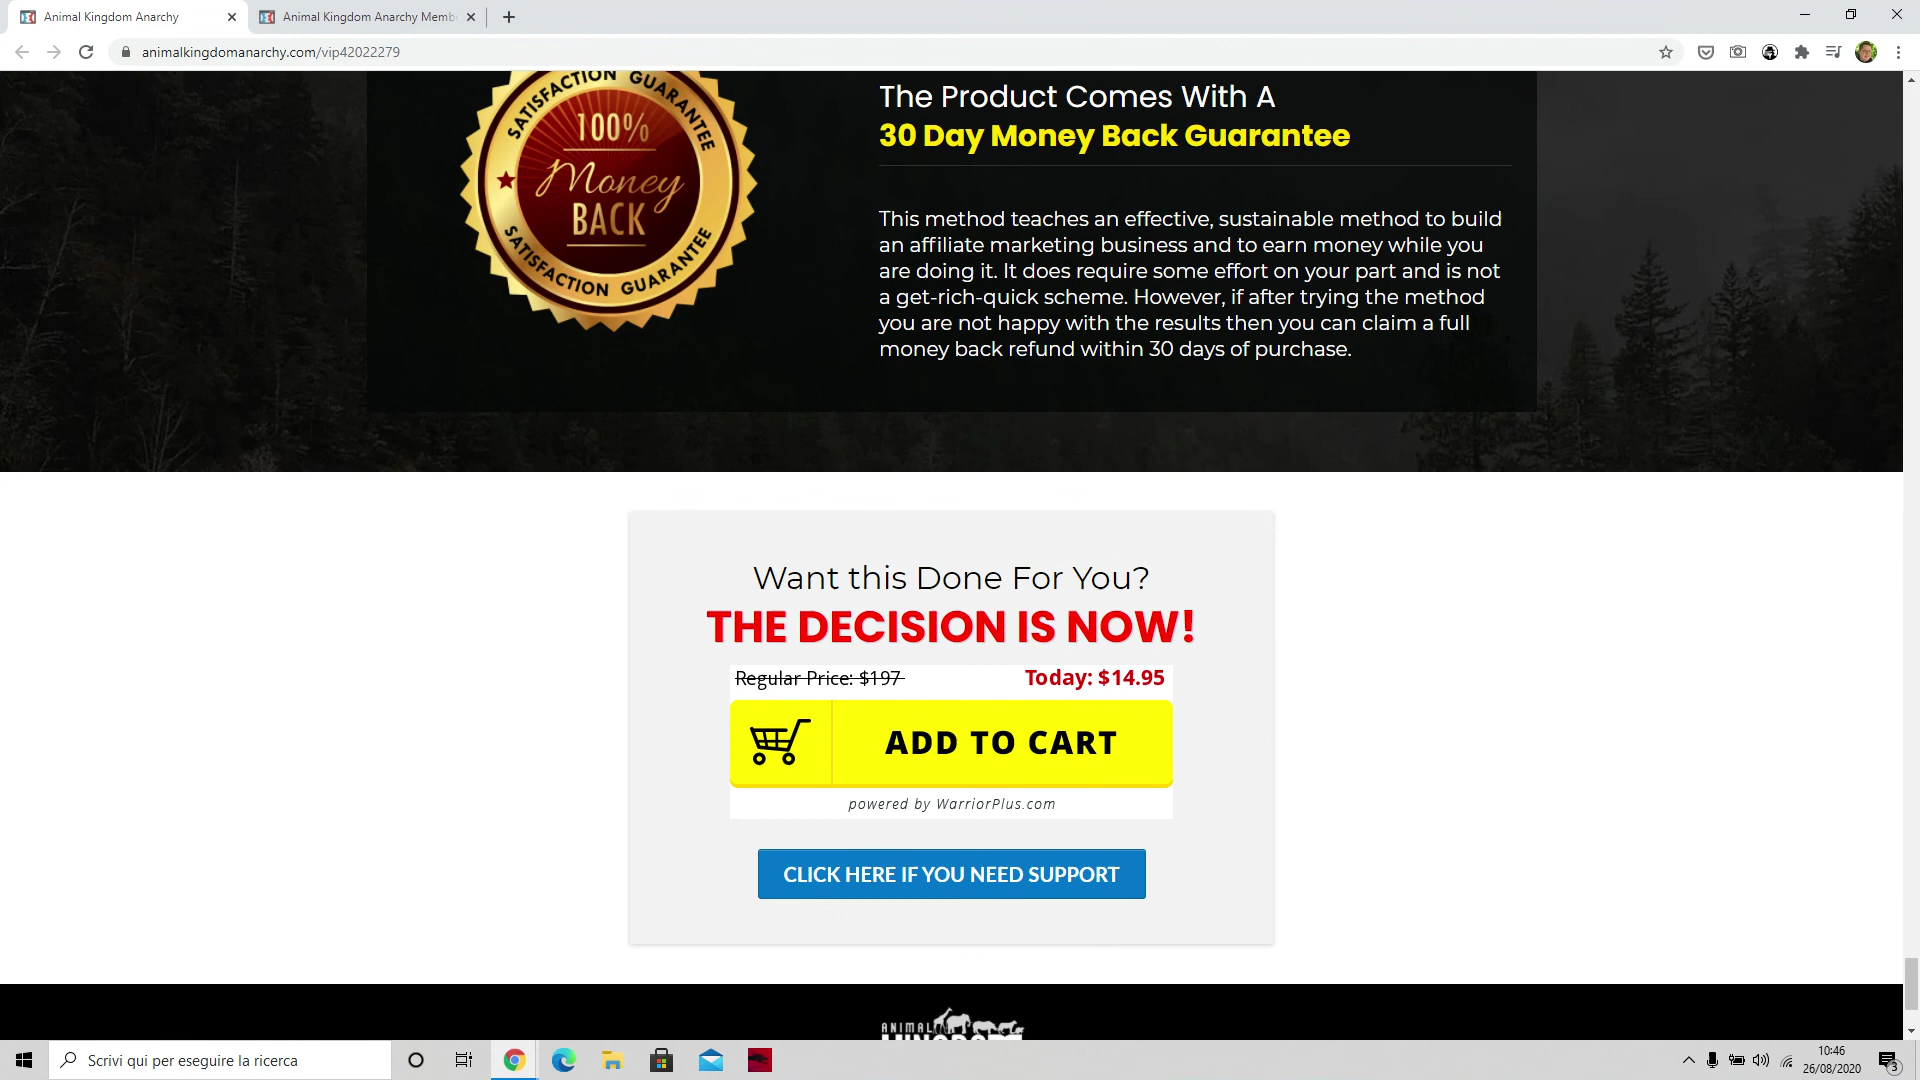 Animal Kingdom Anarchy
Animal Kingdom Anarchy Memb
animalkingdomanarchy.com/vip42022279
SATISFACTION GUARANTEE
100%
Money
BACK
SATISFACTION GUARANTEE
The Product Comes With A
30 Day Money Back Guarantee
This method teaches an effective, sustainable method to build
an affiliate marketing business and to earn money while you
are doing it. It does require some effort on your part and is not
a get-rich-quick scheme. However, if after trying the method
you are not happy with the results then you can claim a full
money back refund within 30 days of purchase.
Want this Done For You?
THE DECISION IS NOW!
Regular Price: $197
Today: $14.95
ADD TO CART
powered by WarriorPlus.com
CLICK HERE IF YOU NEED SUPPORT
ANIMAL
Scrivi qui per eseguire la ricerca
10:46
26/08/2020
3